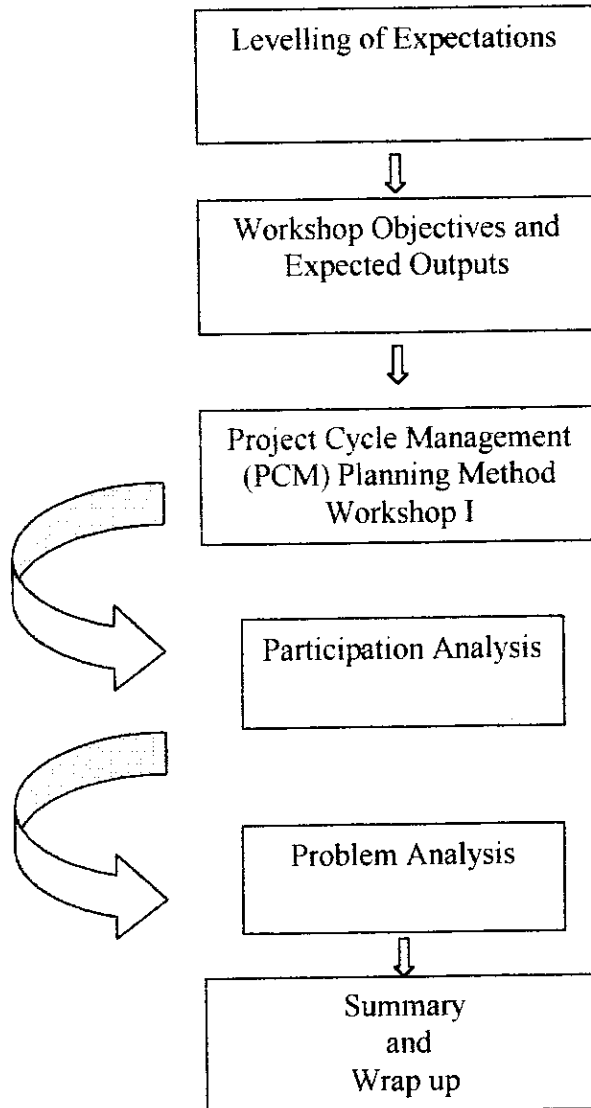 Levelling of Expectations
Workshop Objectives and
Expected Outputs
Project Cycle Management
(PCM) Planning Method
Workshop I
Participation Analysis
Problem Analysis
Summary
and
Wrap up